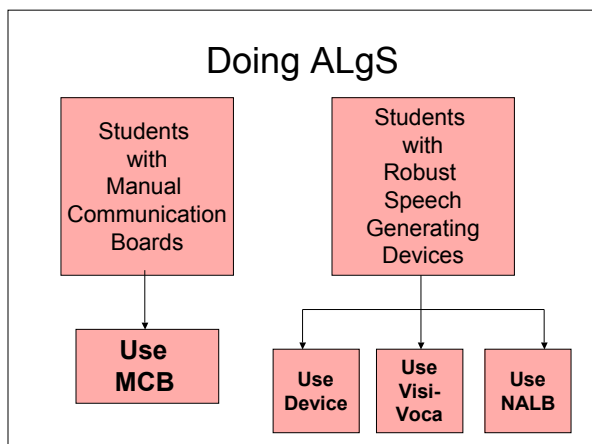 Doing ALgS
Students
with
Manual
Communication
Boards
Students
with
Robust
Speech
Generating
Devices
Use
MCB
Use
Device
Use
Visi-
Voca
Use
NALB